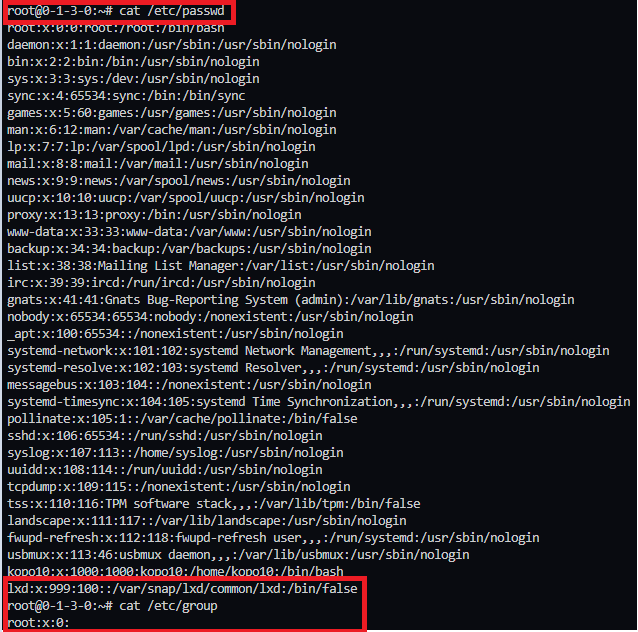 root@0-1-3-0:~# cat /etc/passwd
root:x:0:0:root:/root:/bin/bash
daemon:x:1:1:daemon:/usr/sbin:/usr/sbin/nologin
bin:x:2:2:bin:/bin:/usr/sbin/nologin
sys:x:3:3:sys:/dev:/usr/sbin/nologin
sync:x:4:65534:sync:/bin:/bin/sync
games:x:5:60:games:/usr/games:/usr/sbin/nologin
man:x:6:12:man:/var/cache/man:/usr/sbin/nologin
lp:x:7:7:lp:/var/spool/lpd:/usr/sbin/nologin
mail:x:8:8:mail:/var/mail:/usr/sbin/nologin
news:x:9:9:news:/var/spool/news:/usr/sbin/nologin
uucp:x:10:10:uucp:/var/spool/uucp:/usr/sbin/nologin
proxy:x:13:13:proxy:/bin:/usr/sbin/nologin
www-data:x:33:33:www-data:/var/www:/usr/sbin/nologin
backup:x:34:34:backup:/var/backups:/usr/sbin/nologin
list:x:38:38:Mailing List Manager:/var/list:/usr/sbin/nologin
irc:x:39:39:ircd:/run/ircd:/usr/sbin/nologin
gnats:x:41:41:Gnats Bug-Reporting System (admin):/var/lib/gnats:/usr/sbin/nologin
nobody:x:65534:65534:nobody:/nonexistent:/usr/sbin/nologin
_apt:x:100:65534::/nonexistent:/usr/sbin/nologin
systemd-network:x:101:102:systemd Network Management,,,:/run/systemd:/usr/sbin/nologin
systemd-resolve:x:102:103:systemd Resolver,,,:/run/systemd:/usr/sbin/nologin
messagebus:x:103:104::/nonexistent:/usr/sbin/nologin
systemd-timesync:x:104:105:systemd Time Synchronization,,,:/run/systemd:/usr/sbin/nologin
pollinate:x:105:1::/var/cache/pollinate:/bin/false
sshd:x:106:65534::/run/sshd:/usr/sbin/nologin
syslog:x:107:113::/home/syslog:/usr/sbin/nologin
uuidd:x:108:114::/run/uuidd:/usr/sbin/nologin
tcpdump:x:109:115::/nonexistent:/usr/sbin/nologin
tss:x:110:116:TPM software stack,,,:/var/lib/tpm:/bin/false
landscape:x:111:117::/var/lib/landscape:/usr/sbin/nologin
fwupd-refresh:x:112:118:fwupd-refresh user,,,:/run/systemd:/usr/sbin/nologin
usbmux:x:113:46:usbmux daemon,,,:/var/lib/usbmux:/usr/sbin/nologin
kopo10:x:1000:1000:kopo10:/home/kopo10:/bin/bash
lxd:x:999:100::/var/snap/lxd/common/lxd:/bin/false
root@0-1-3-0:~# cat /etc/group
root:x:0: